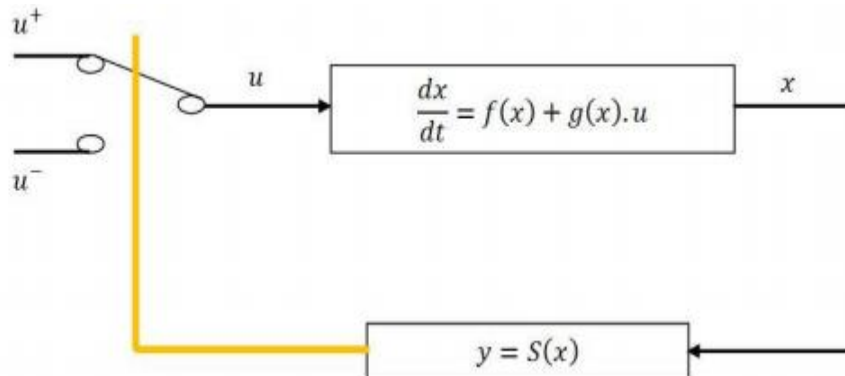 u⁺
u
dx/dt = f(x) + g(x).u
x
u⁻
y = S(x)